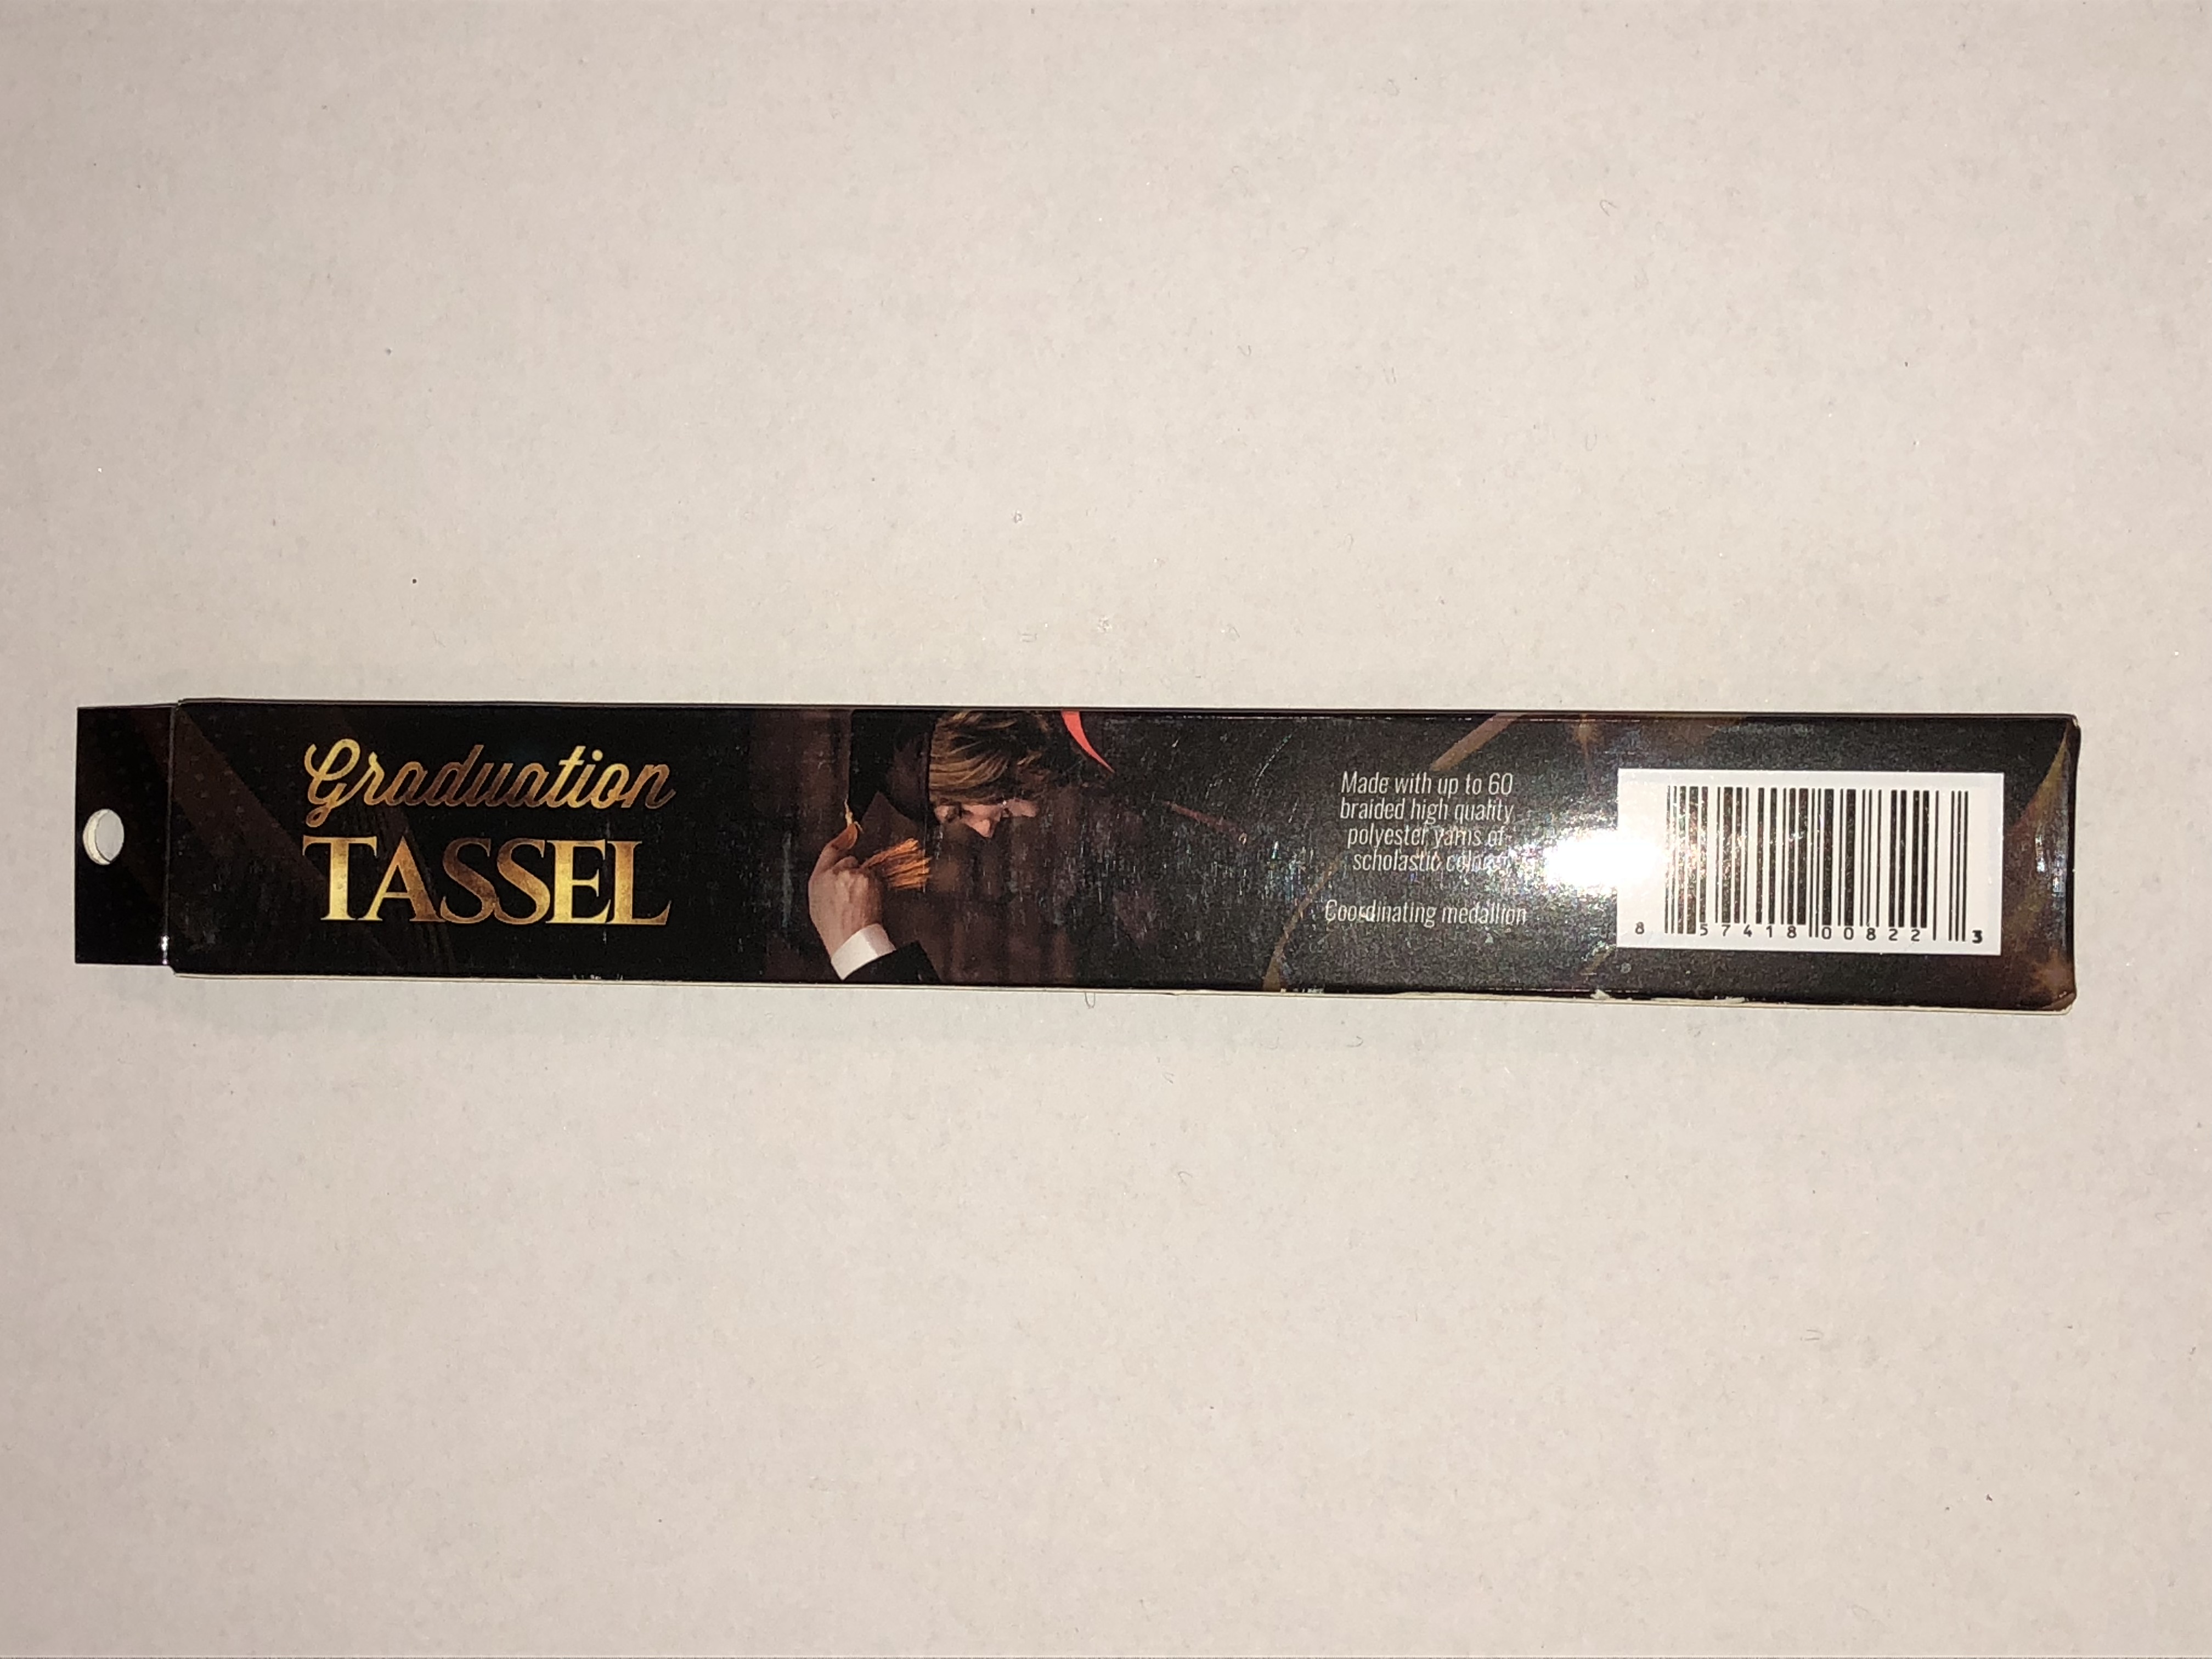 Graduation
TASSEL
Made with up to 60
braided high quality
polyester yarns of
scholastic
Coordinating medallion
8 57418 00822 3